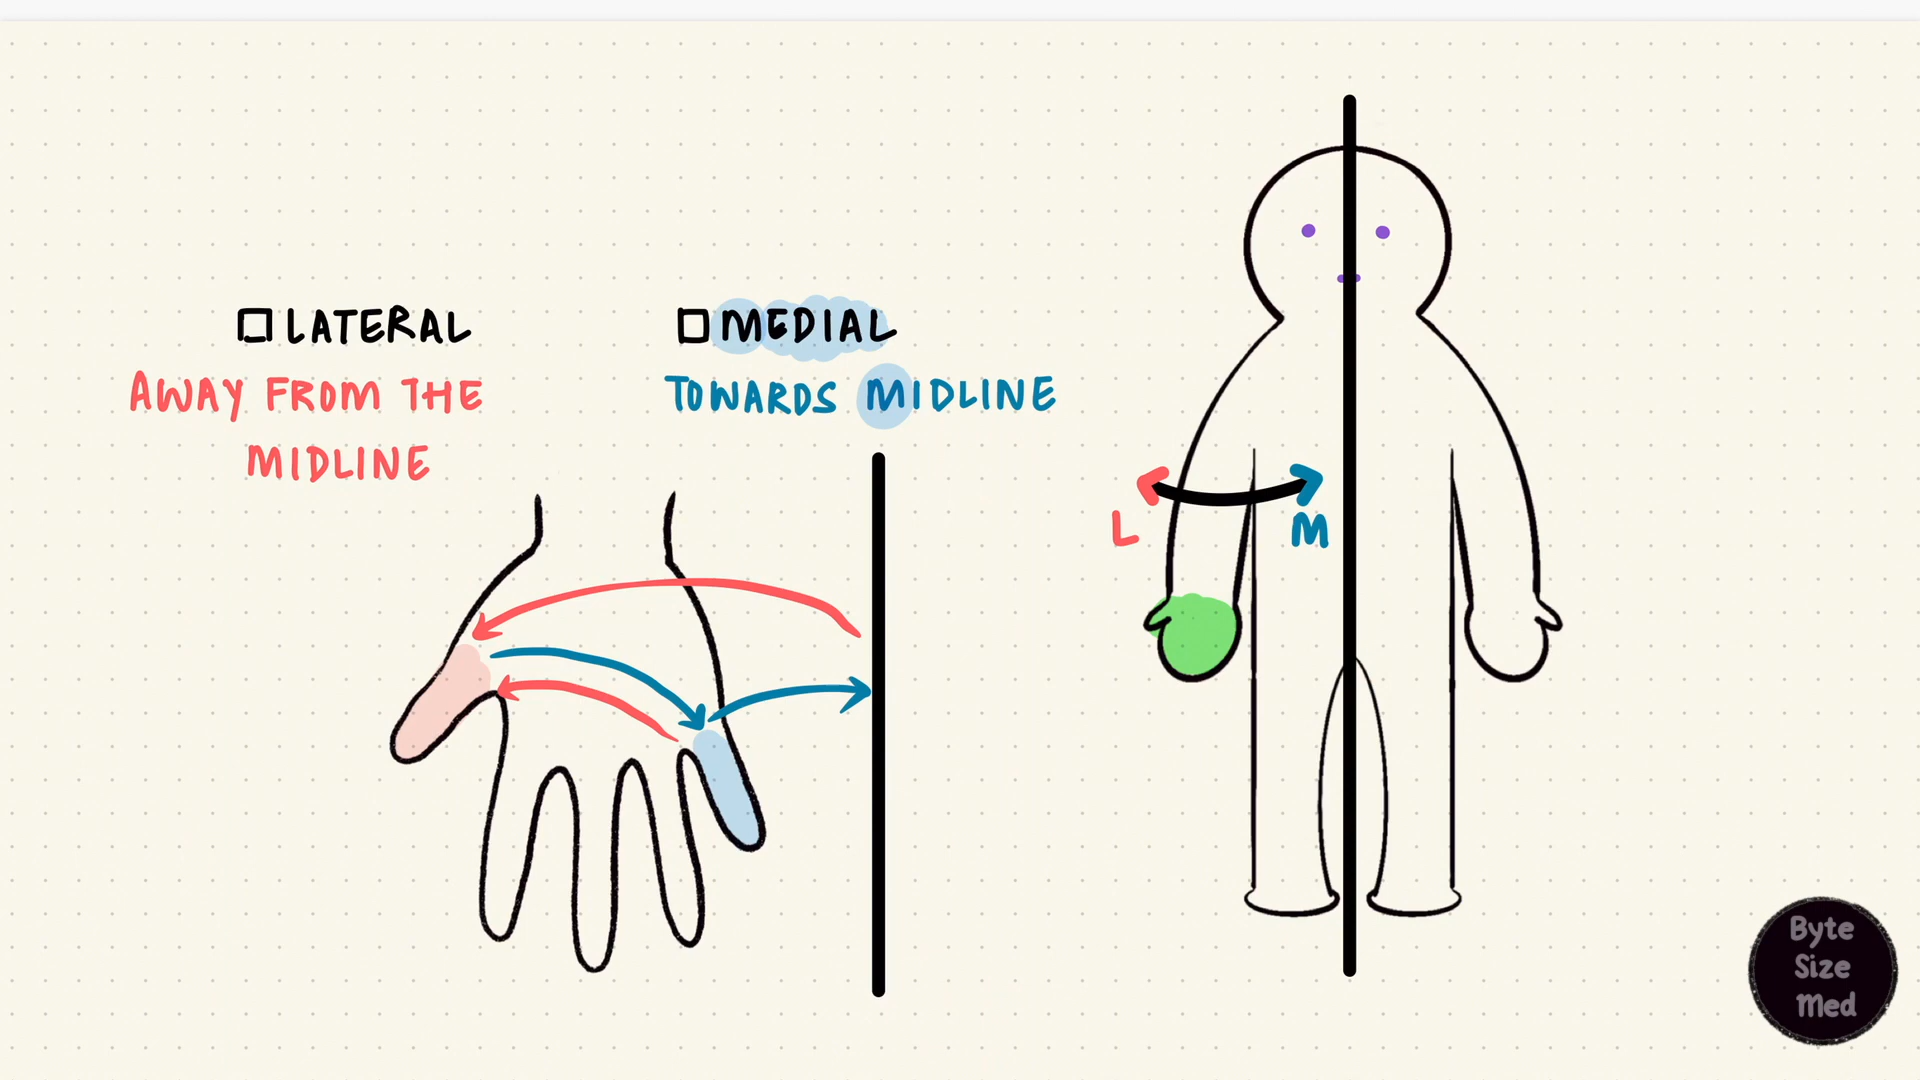 LATERAL
AWAY FROM THE
MIDLINE
MEDIAL
TOWARDS MIDLINE
L
M
Byte
Size
Med